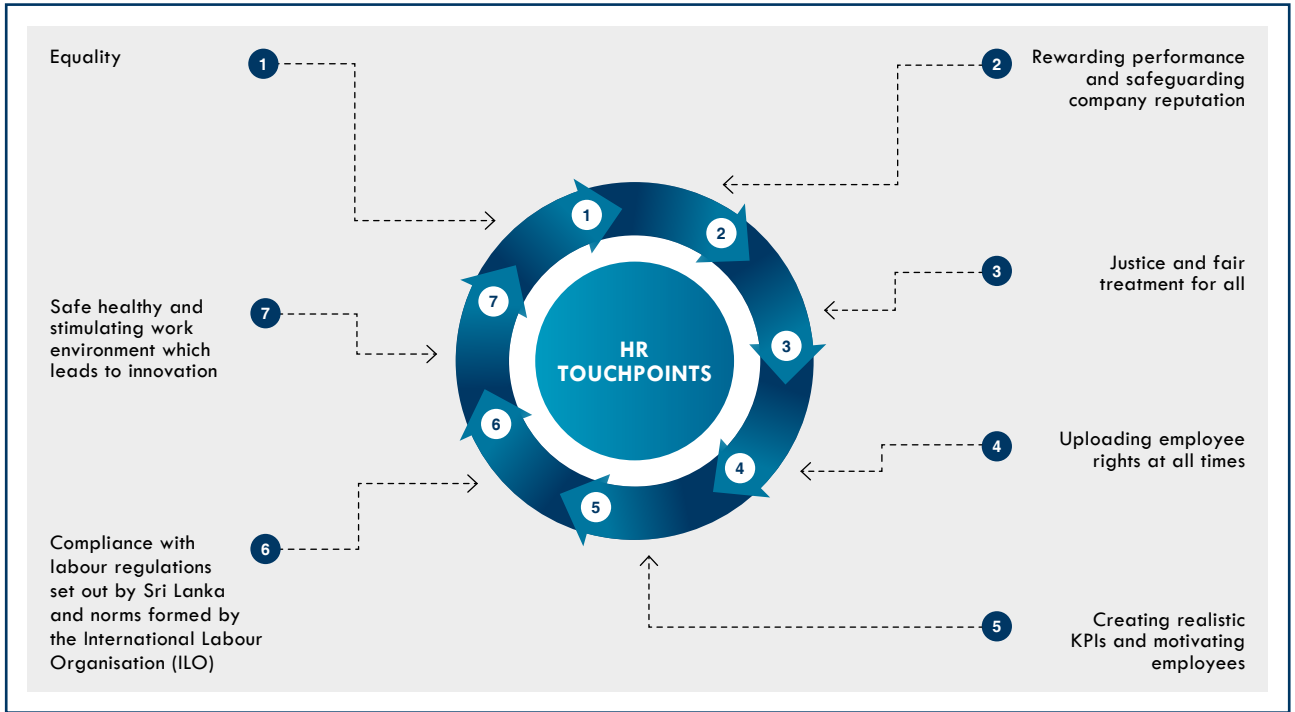 Equality
1
2
Rewarding performance
and safeguarding
company reputation
3
Justice and fair
treatment for all
4
Uploading employee
rights at all times
5
Creating realistic
KPIs and motivating
employees
6
Compliance with
labour regulations
set out by Sri Lanka
and norms formed by
the International Labour
Organisation (ILO)
7
Safe healthy and
stimulating work
environment which
leads to innovation
HR
TOUCHPOINTS
1
2
3
4
5
6
7